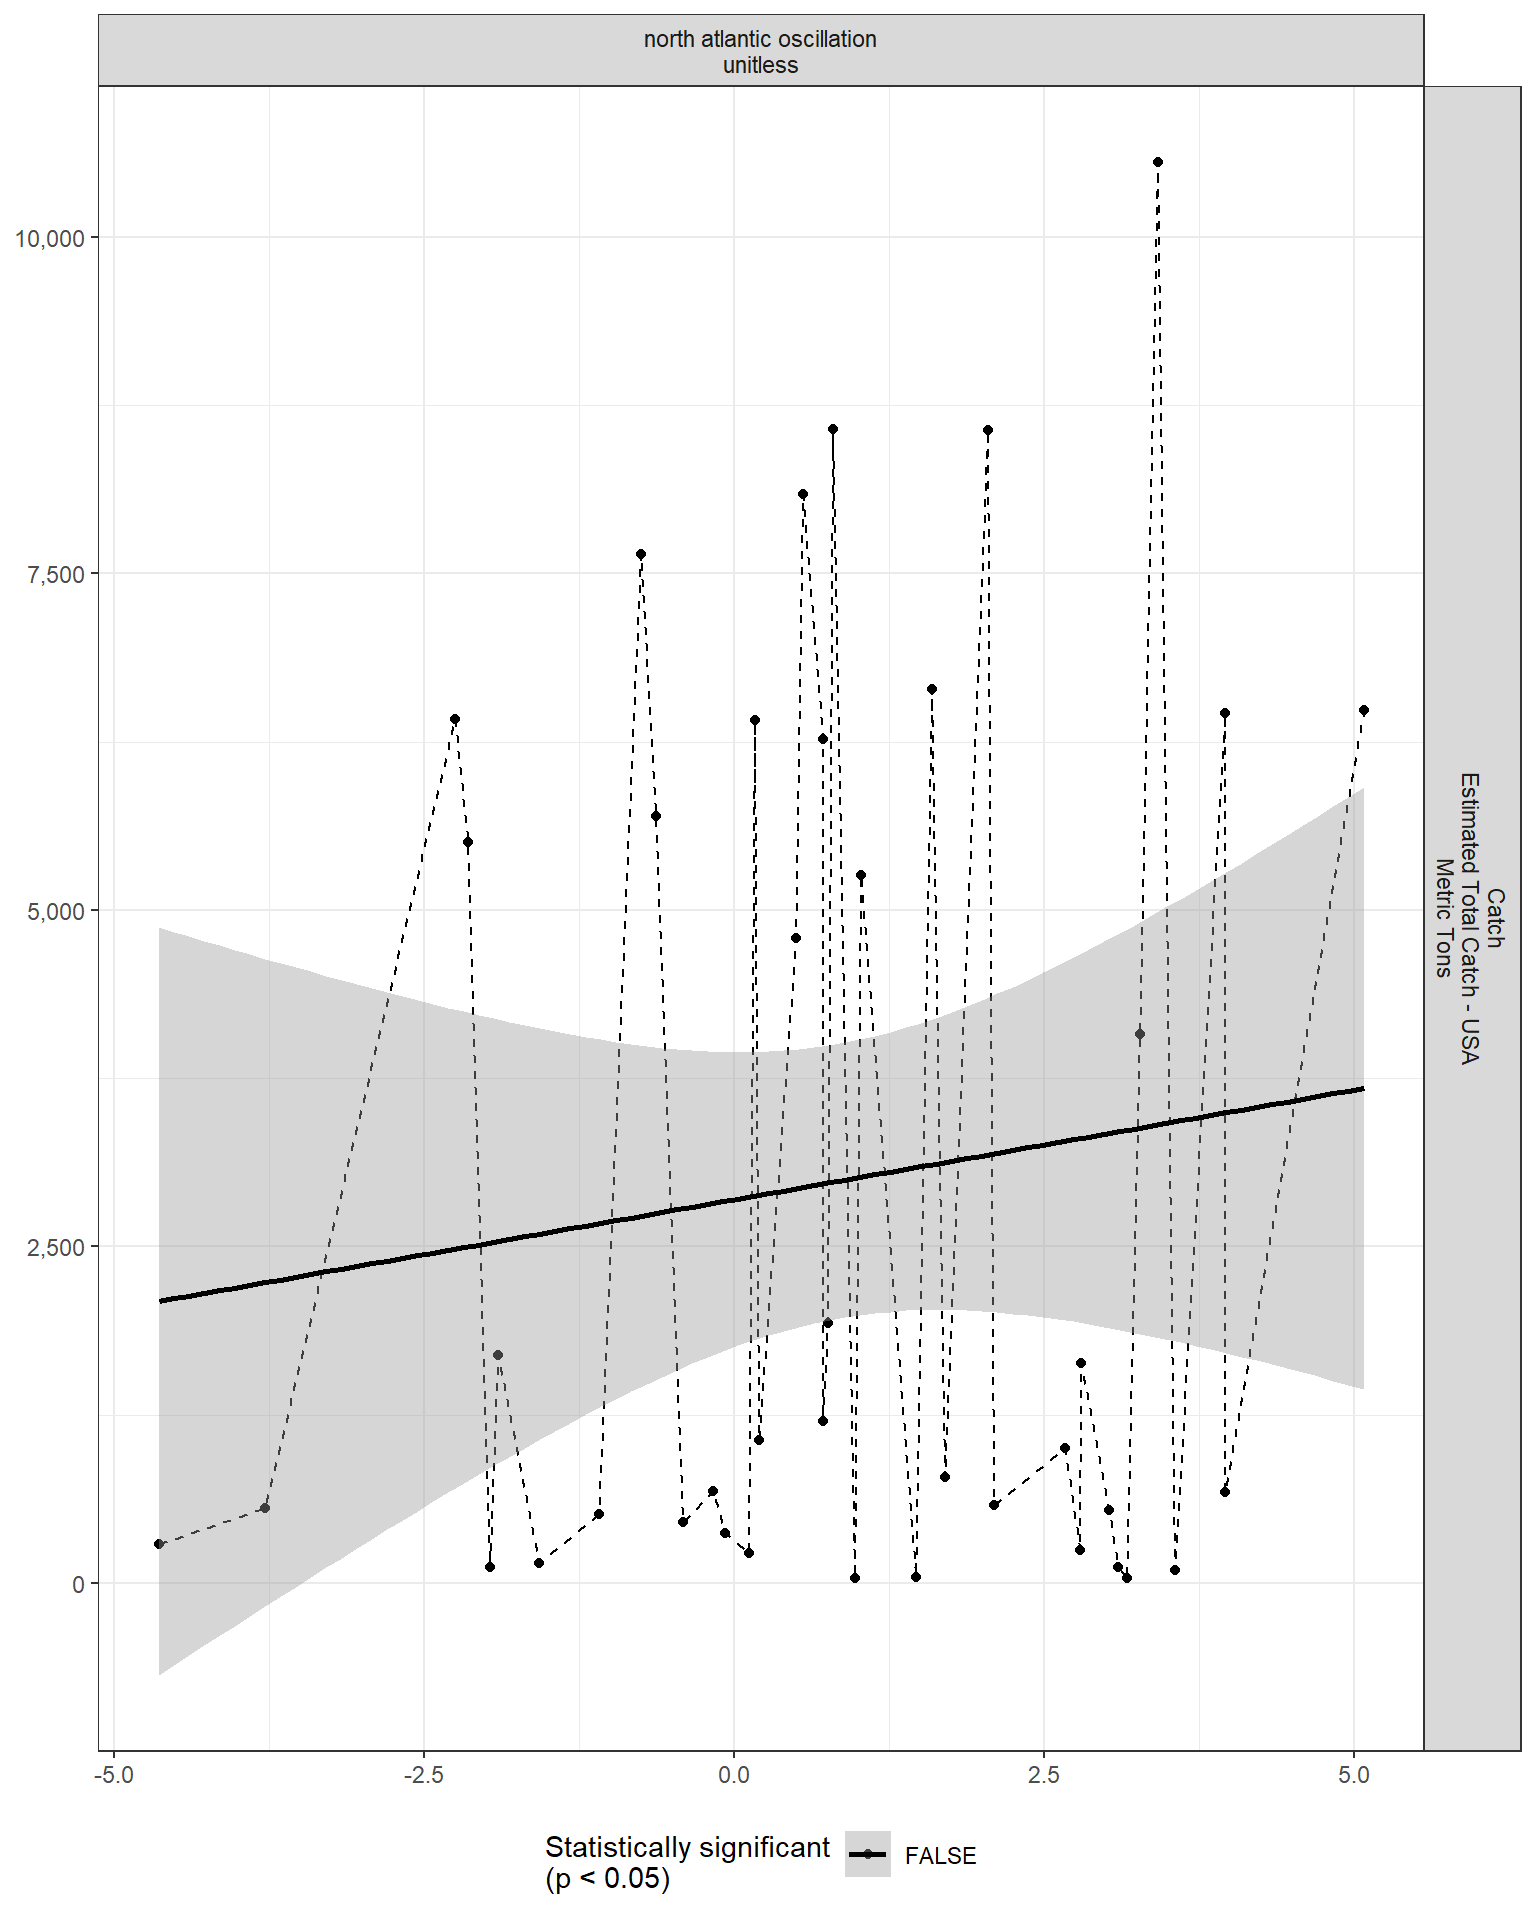 north atlantic oscillation
unitless
10,000
7,500
5,000
2,500
0
Catch
Estimated Total Catch - USA
Metric Tons
-5.0
-2.5
0.0
2.5
5.0
Statistically significant
(p < 0.05)
FALSE